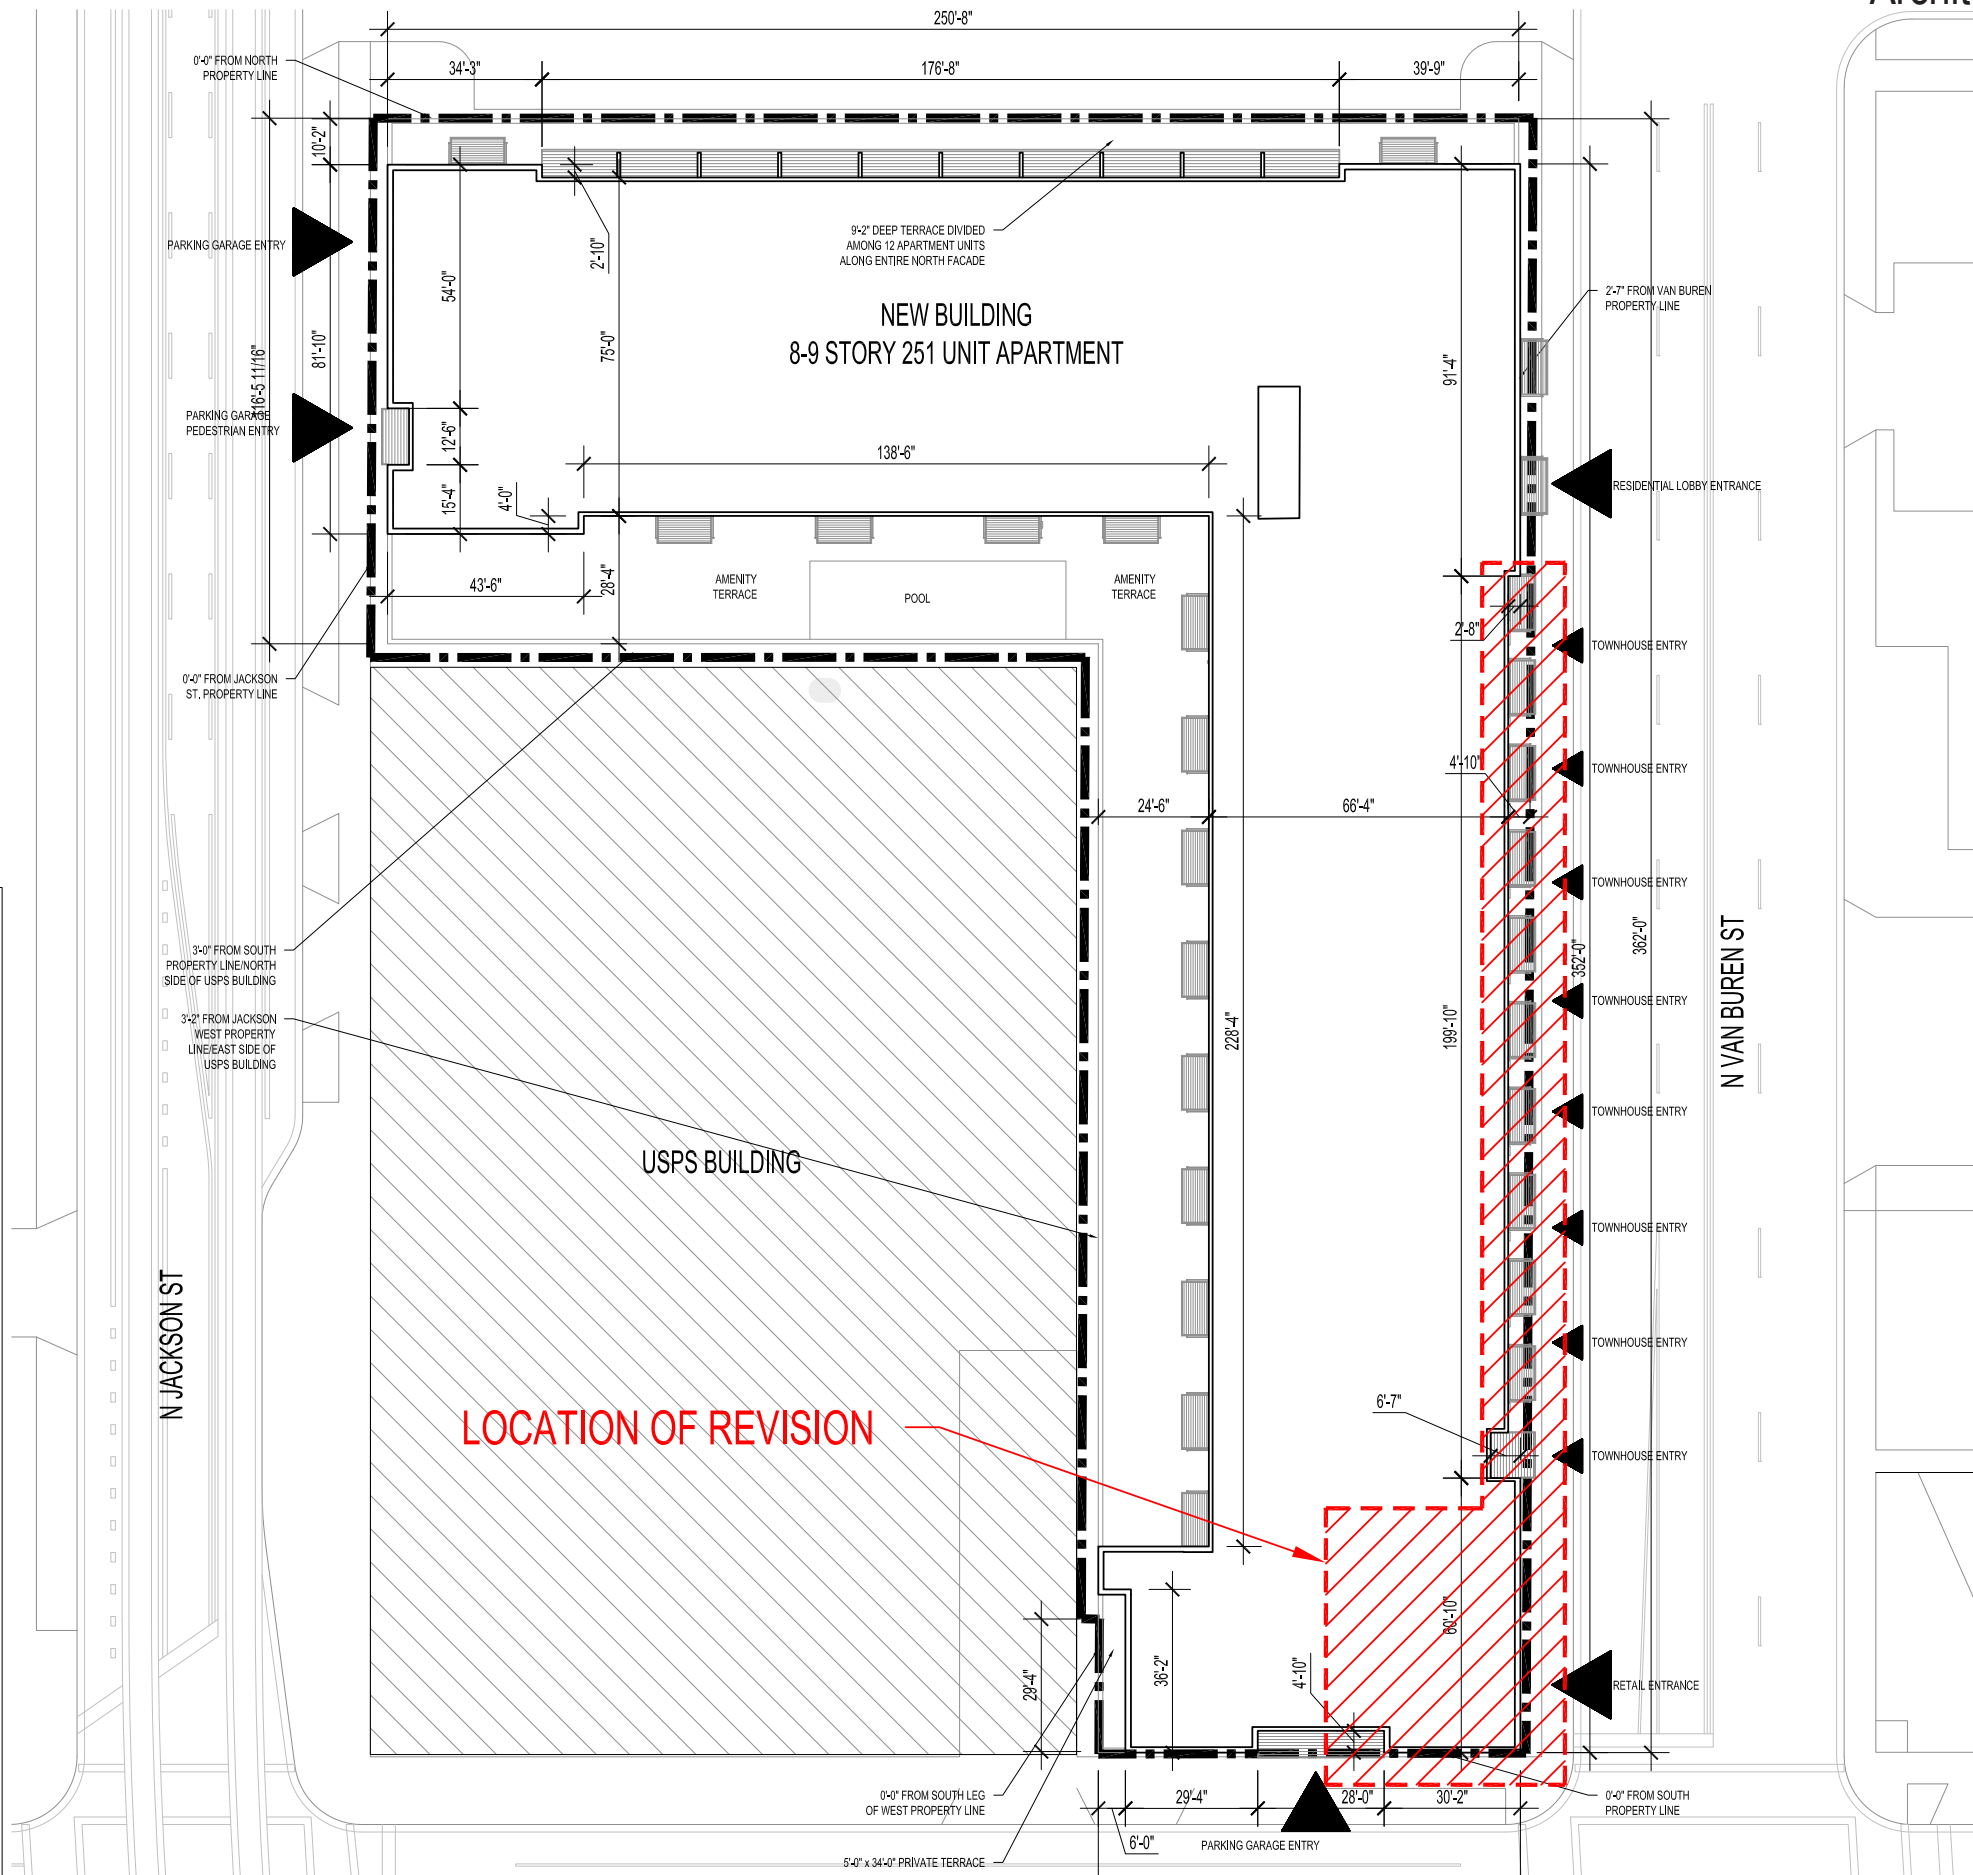 250'-8"
34'-3"
176'-8"
39'-9"
0'-0" FROM NORTH
PROPERTY LINE
10'-2"
PARKING GARAGE ENTRY
54'-0"
2'-10"
9'-2" DEEP TERRACE DIVIDED
AMONG 12 APARTMENT UNITS
ALONG ENTIRE NORTH FACADE
NEW BUILDING
8-9 STORY 251 UNIT APARTMENT
2'-7" FROM VAN BUREN
PROPERTY LINE
81'-10"
75'-0"
91'-4"
PARKING GARAGE
PEDESTRIAN ENTRY
12'-6"
138'-6"
15'-4"
4'-0"
RESIDENTIAL LOBBY ENTRANCE
43'-6"
28'-4"
AMENITY
TERRACE
POOL
AMENITY
TERRACE
2'-8"
TOWNHOUSE ENTRY
0'-0" FROM JACKSON
ST. PROPERTY LINE
4'-10"
TOWNHOUSE ENTRY
24'-6"
66'-4"
TOWNHOUSE ENTRY
3'-0" FROM SOUTH
PROPERTY LINE/NORTH
SIDE OF USPS BUILDING
352'-0"
362'-0"
N VAN BUREN ST
3'-2" FROM JACKSON
WEST PROPERTY
LINE/EAST SIDE OF
USPS BUILDING
228'-4"
199'-10"
TOWNHOUSE ENTRY
TOWNHOUSE ENTRY
USPS BUILDING
TOWNHOUSE ENTRY
N JACKSON ST
TOWNHOUSE ENTRY
LOCATION OF REVISION
6'-7"
TOWNHOUSE ENTRY
60'-10"
29'-4"
36'-2"
4'-10"
RETAIL ENTRANCE
0'-0" FROM SOUTH LEG
OF WEST PROPERTY LINE
29'-4"
28'-0"
30'-2"
0'-0" FROM SOUTH
PROPERTY LINE
6'-0"
PARKING GARAGE ENTRY
5'-0" x 34'-0" PRIVATE TERRACE